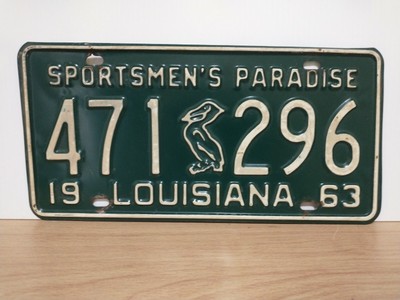 SPORTSMEN'S PARADISE
471 296
19 LOUISIANA 63